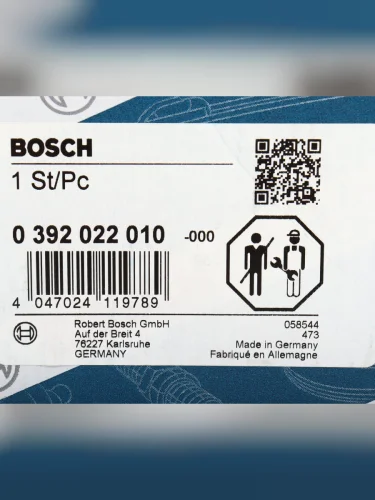 BOSCH
1 St/Pc
0 392 022 010 -000
4 047024 119789
Robert Bosch GmbH
Auf der Breit 4
76227 Karlsruhe
GERMANY
058544
473
Made in Germany
Fabriqué en Allemagne